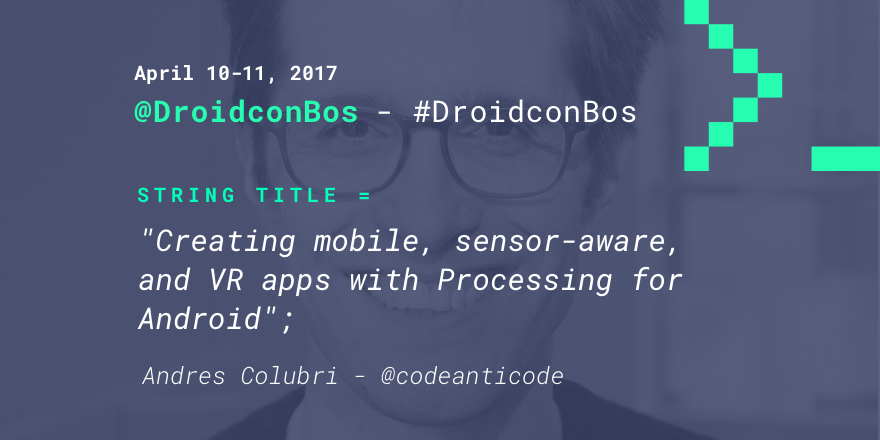 April 10-11, 2017
@DroidconBos - #DroidconBos
STRING TITLE =
"Creating mobile, sensor-aware,
and VR apps with Processing for
Android";
Andres Colubri - @codeanticode